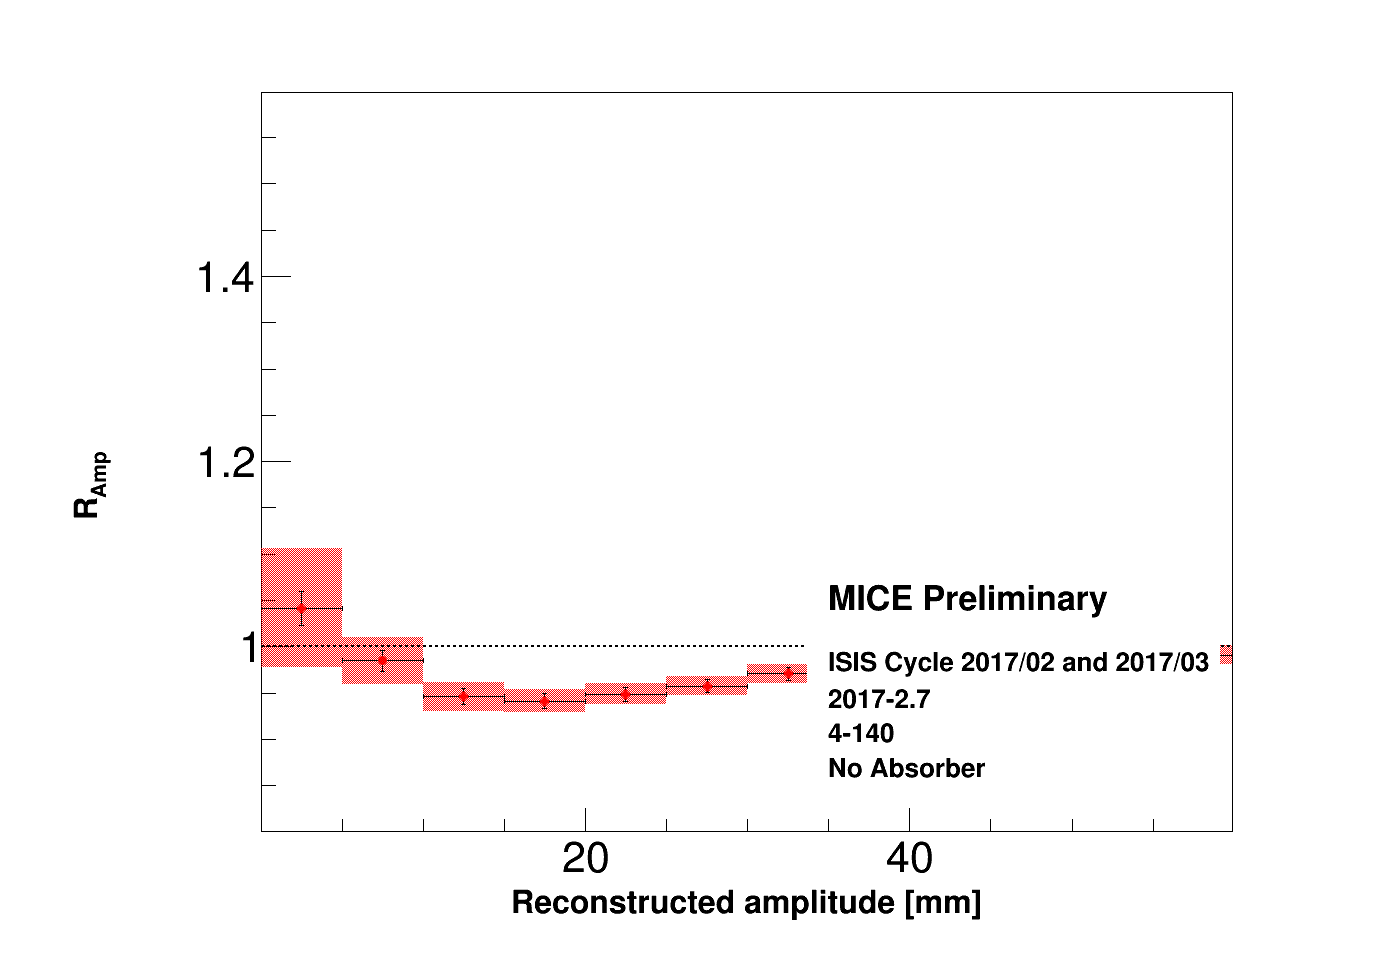 1.4
1.2
1
R_Amp
MICE Preliminary
ISIS Cycle 2017/02 and 2017/03
2017-2.7
4-140
No Absorber
20
40
Reconstructed amplitude [mm]